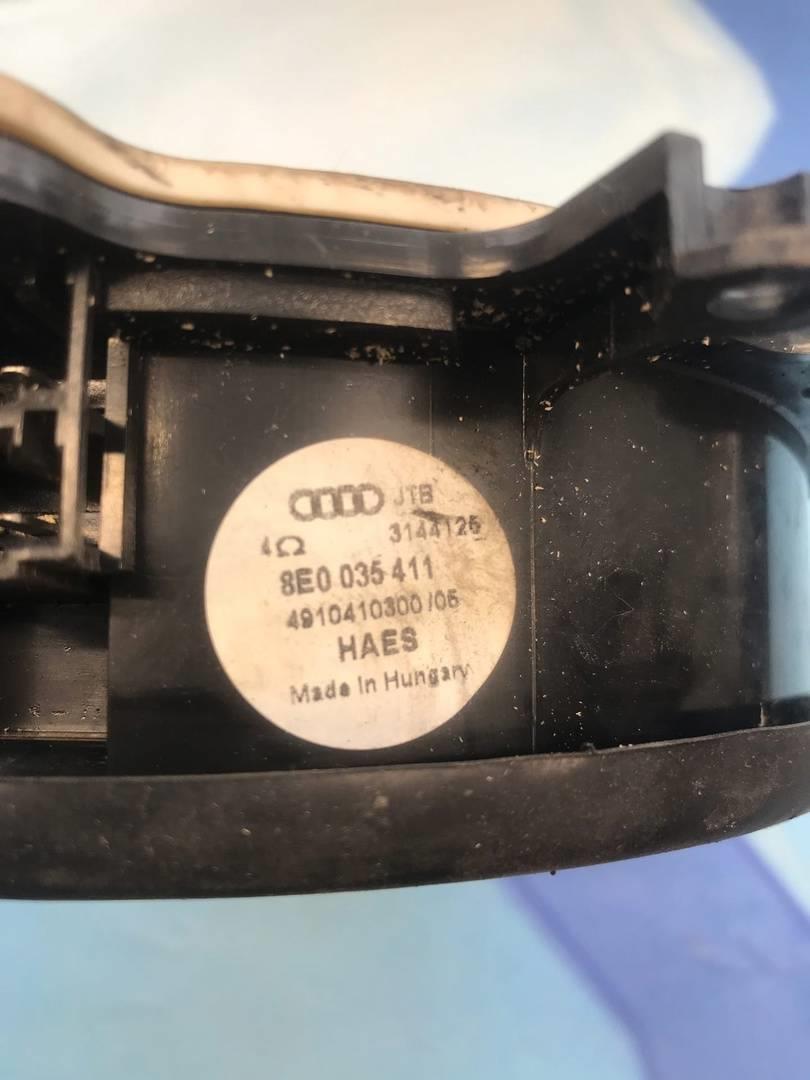 JTB
4Ω 3144125
8E0 035 411
4910410300 /05
HAES
Made In Hungary